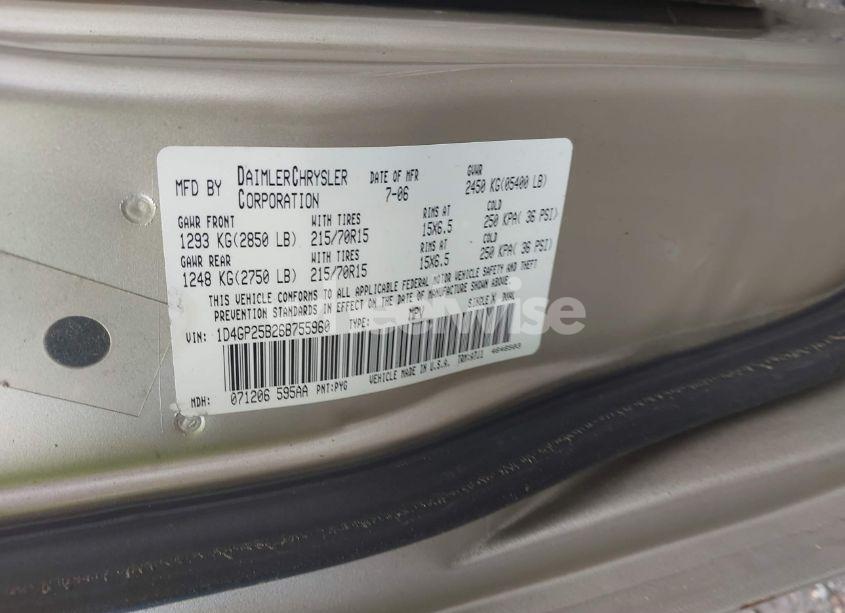 MFD BY DAIMLERCHRYSLER CORPORATION DATE OF MFR 7-06 GVWR 2450 KG(05400 LB)
GAWR FRONT WITH TIRES RIMS AT COLD
1293 KG(2850 LB) 215/70R15 15X6.5 250 KPA( 36 PSI)
GAWR REAR WITH TIRES RIMS AT COLD
1248 KG(2750 LB) 215/70R15 15X6.5 250 KPA( 36 PSI)
THIS VEHICLE CONFORMS TO ALL APPLICABLE FEDERAL MOTOR VEHICLE SAFETY AND THEFT
PREVENTION STANDARDS IN EFFECT ON THE DATE OF MANUFACTURE SHOWN ABOVE
VIN: 1D4GP25B26B755960 TYPE: MPV SINGLE X DUAL
MDH: 071206 595AA PNT:PYG VEHICLE MADE IN U.S.A.